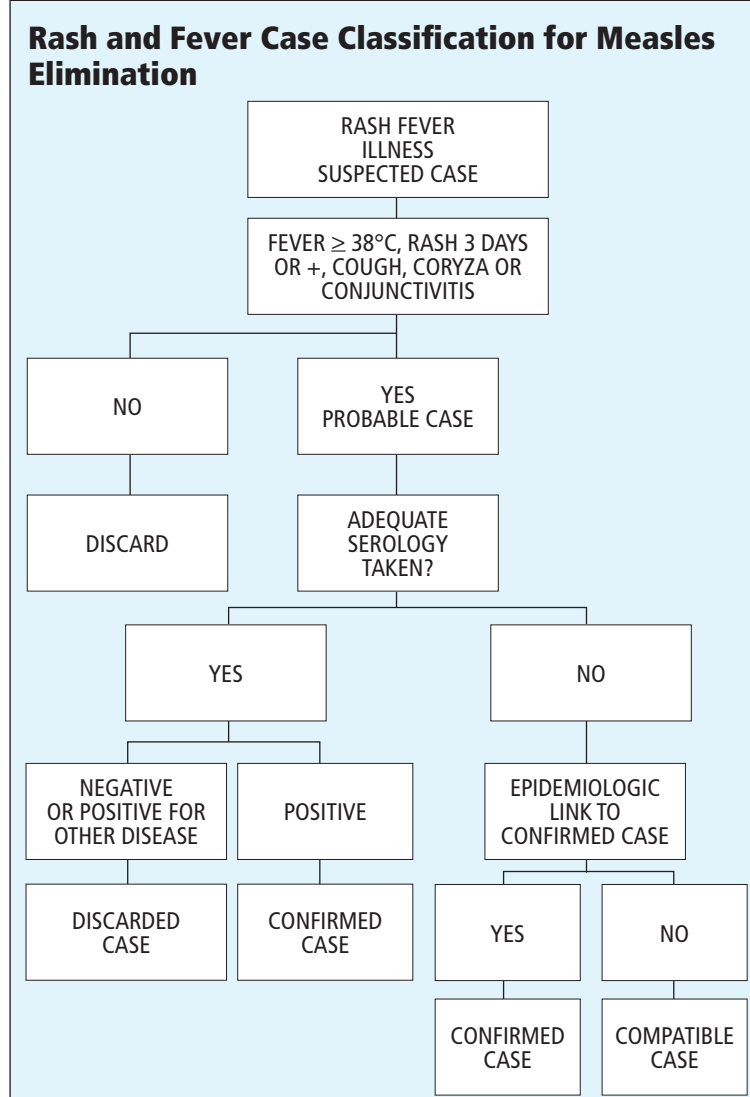 Rash and Fever Case Classification for Measles
Elimination
RASH FEVER
ILLNESS
SUSPECTED CASE
FEVER ≥ 38°C, RASH 3 DAYS
OR +, COUGH, CORYZA OR
CONJUNCTIVITIS
NO
YES
PROBABLE CASE
DISCARD
ADEQUATE
SEROLOGY
TAKEN?
YES
NO
NEGATIVE
OR POSITIVE FOR
OTHER DISEASE
POSITIVE
EPIDEMIOLOGIC
LINK TO
CONFIRMED CASE
DISCARDED
CASE
CONFIRMED
CASE
YES
NO
CONFIRMED
CASE
COMPATIBLE
CASE